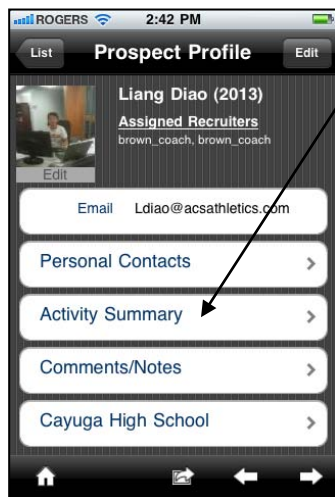 ROGERS 2:42 PM
List Prospect Profile Edit
Liang Diao (2013)
Assigned Recruiters
brown_coach, brown_coach
Edit
Email Ldiao@acsathletics.com
Personal Contacts
Activity Summary
Comments/Notes
Cayuga High School